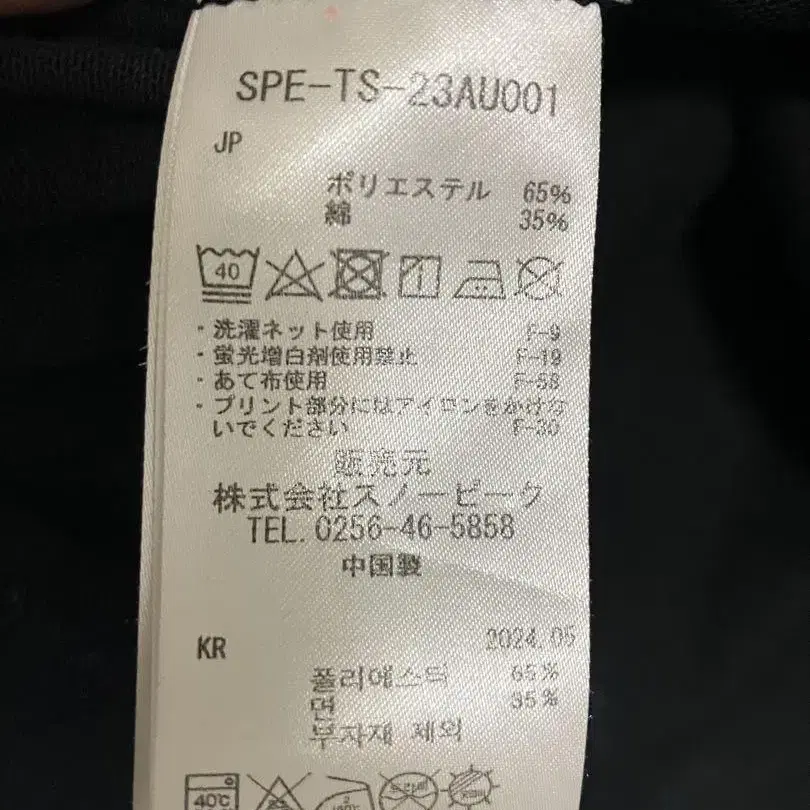 SPE-TS-23AU001
JP
ポリエステル 65%
綿 35%
40
・洗濯ネット使用 F-9
・蛍光増白剤使用禁止 F-19
・あて布使用 F-58
・プリント部分にはアイロンをかけな
いでください F-30
販売元
株式会社スノーピーク
TEL. 0256-46-5858
中国製
KR 2024.05
폴리에스터 65%
면 35%
부자재 제외
40℃